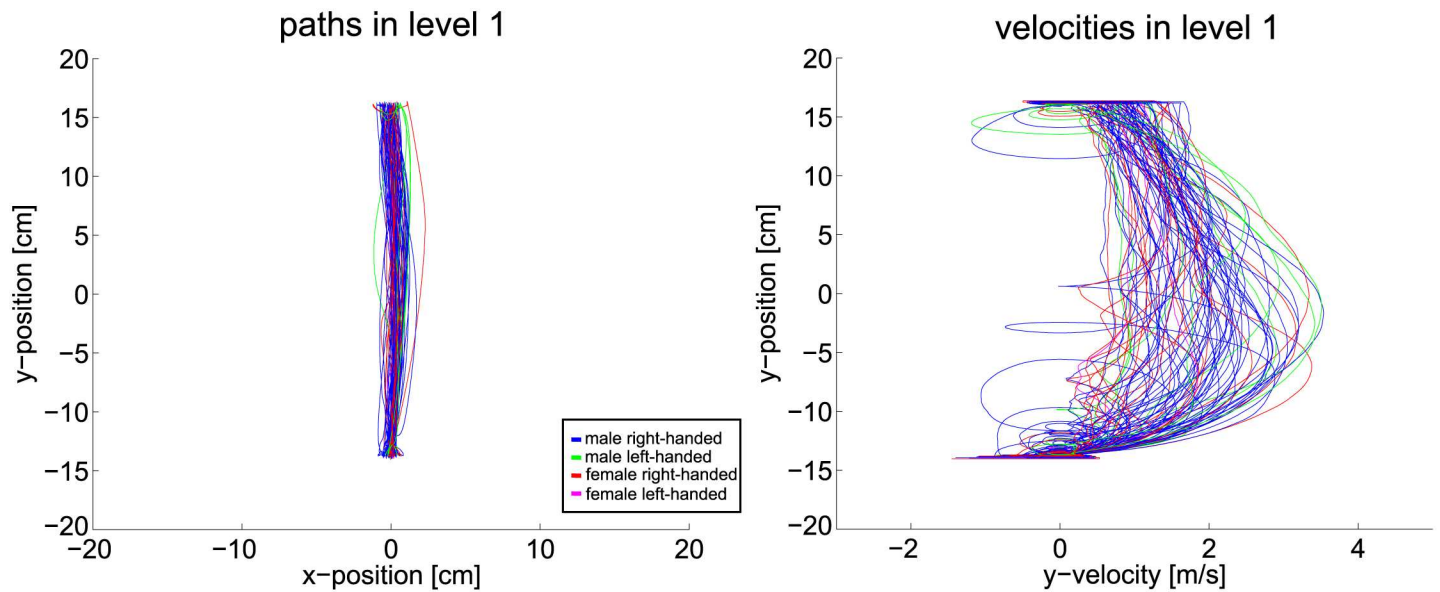 paths in level 1
20
15
10
5
0
−5
−10
−15
−20
y−position [cm]
−20
−10
0
10
20
x−position [cm]
male right-handed
male left-handed
female right-handed
female left-handed
velocities in level 1
20
15
10
5
0
−5
−10
−15
−20
y−position [cm]
−2
0
2
4
y−velocity [m/s]